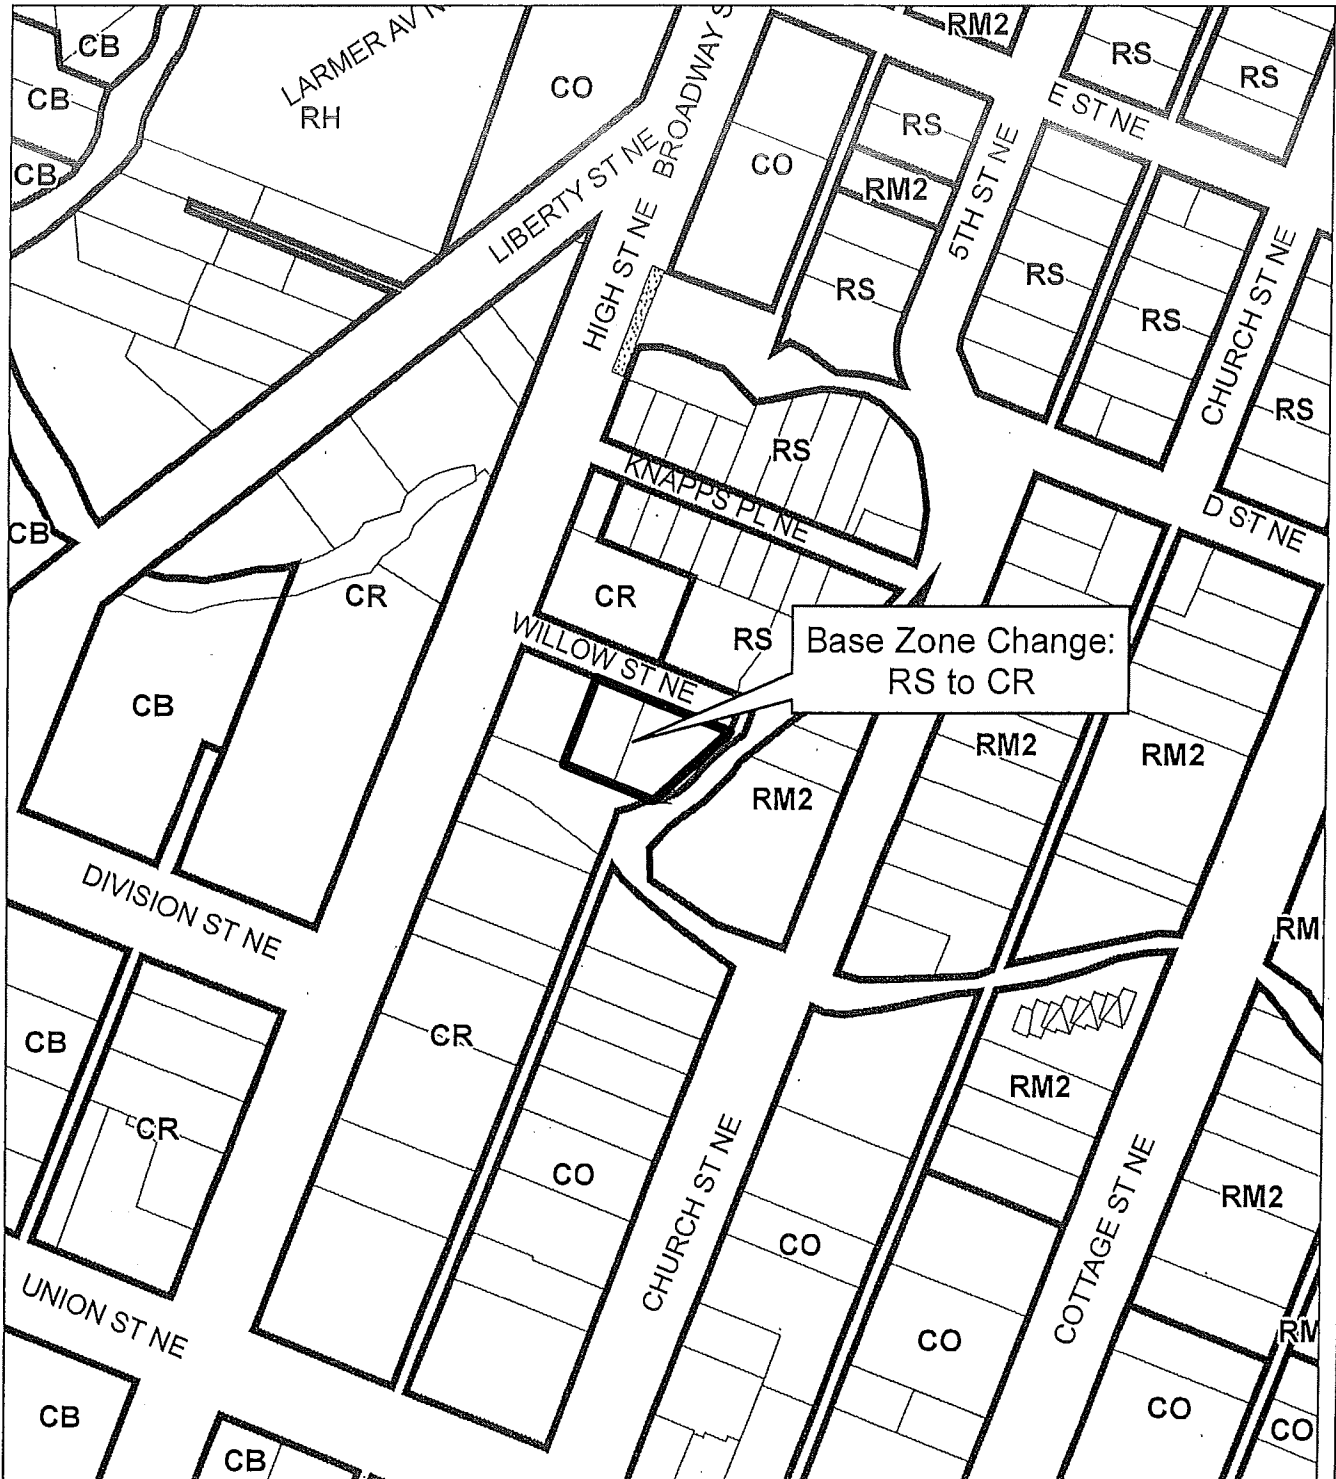 RM2
CB
LARMER AV N
BROADWAY S
RS
RS
CB
CO
RH
E ST NE
RS
CO
RM2
CB
LIBERTY ST NE
HIGH ST NE
5TH ST NE
RS
RS
RS
CHURCH ST NE
RS
RS
KNAPPS PL NE
D ST NE
CB
CR
CR
WILLOW ST NE
RS
Base Zone Change:
RS to CR
CB
RM2
RM2
RM2
DIVISION ST NE
RM
CB
CR
RM2
CR
CO
CHURCH ST NE
COTTAGE ST NE
RM2
CO
UNION ST NE
CO
RM
CB
CO
CO
CB